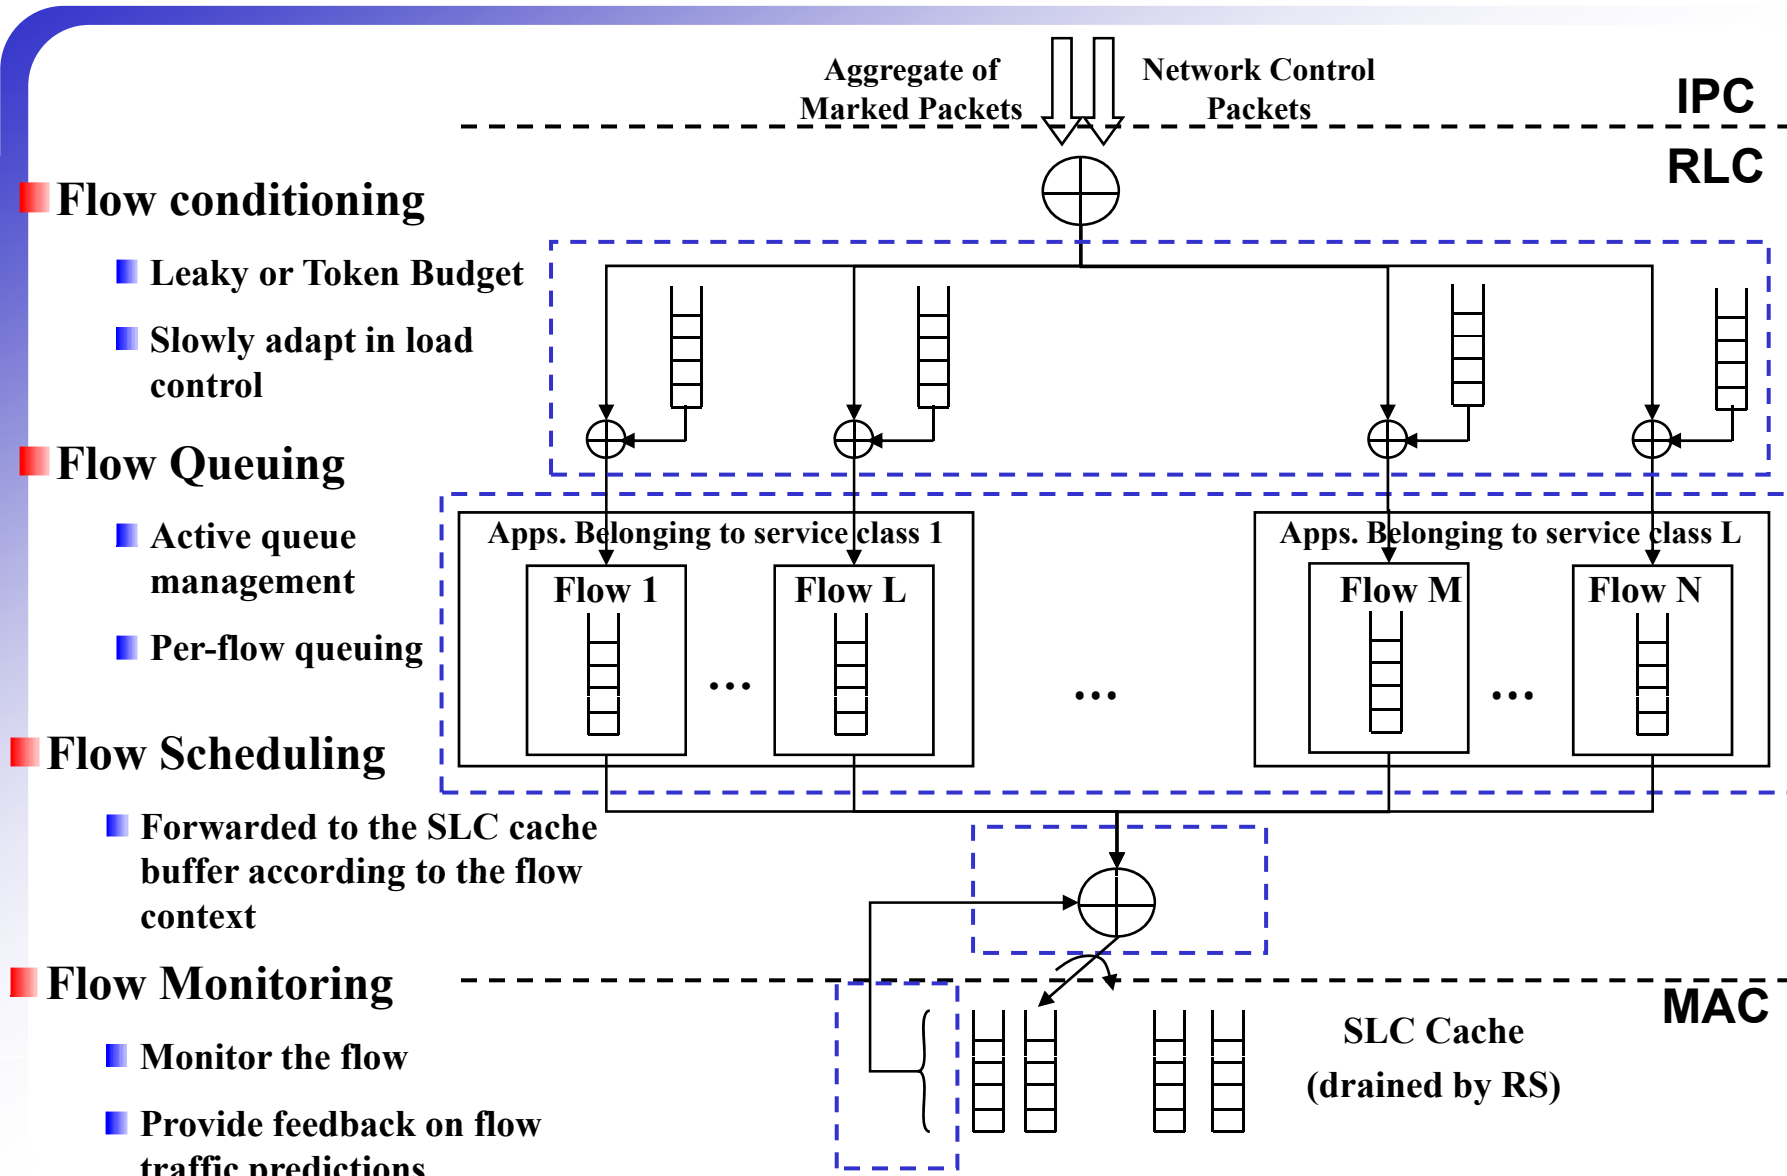 Aggregate of
Marked Packets
Network Control
Packets
IPC
RLC
Flow conditioning
Leaky or Token Budget
Slowly adapt in load
control
Flow Queuing
Active queue
management
Per-flow queuing
Apps. Belonging to service class 1
Flow 1
Flow L
...
...
Apps. Belonging to service class L
Flow M
Flow N
...
Flow Scheduling
Forwarded to the SLC cache
buffer according to the flow
context
Flow Monitoring
Monitor the flow
Provide feedback on flow
traffic predictions
MAC
SLC Cache
(drained by RS)